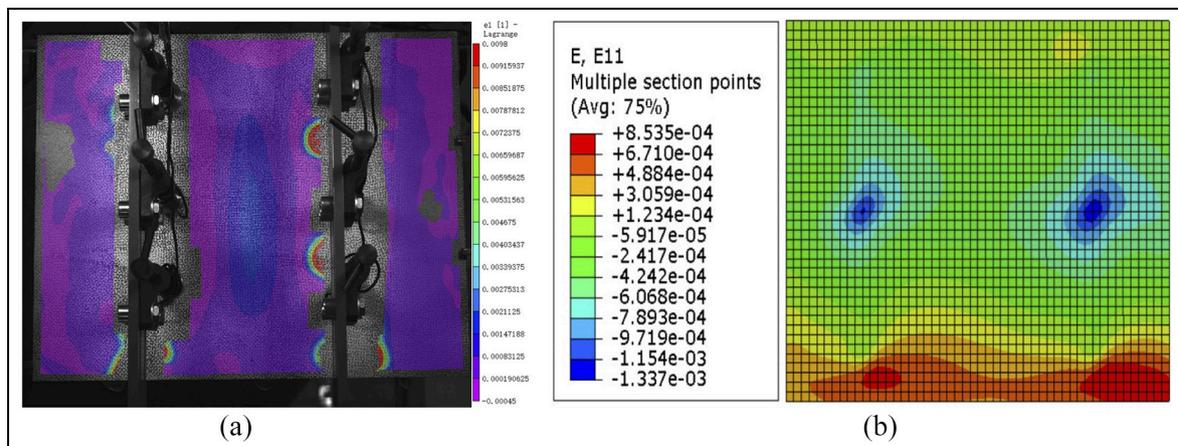 e1 [1] -
Lagrange
0.0098
0.00915937
0.00851875
0.00787812
0.0072375
0.00659687
0.00595625
0.00531563
0.004675
0.00403437
0.00339375
0.00275313
0.0021125
0.00147188
0.00083125
0.000190625
-0.00045
E, E11
Multiple section points
(Avg: 75%)
+8.535e-04
+6.710e-04
+4.884e-04
+3.059e-04
+1.234e-04
-5.917e-05
-2.417e-04
-4.242e-04
-6.068e-04
-7.893e-04
-9.719e-04
-1.154e-03
-1.337e-03
(a)
(b)